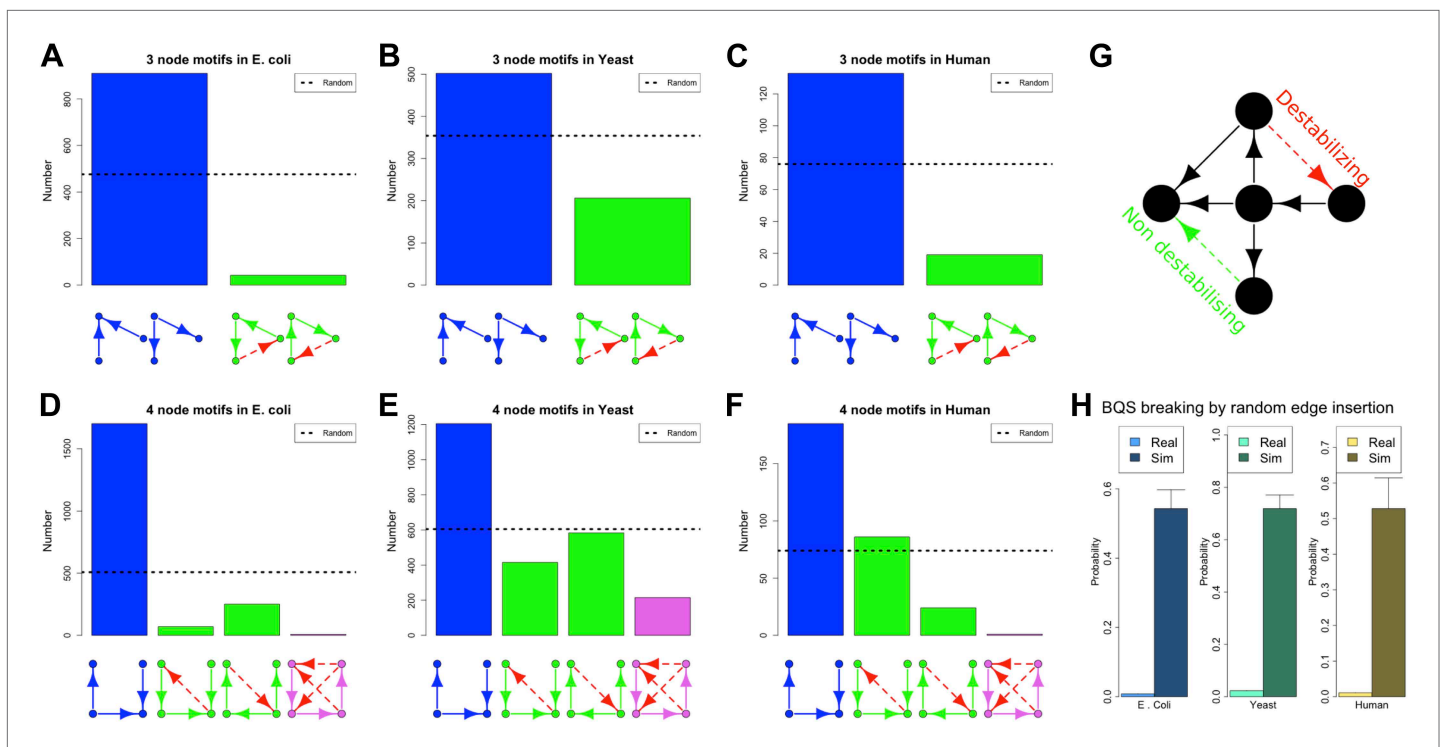 A
3 node motifs in E. coli
Random
Number
0
200
400
600
800
B
3 node motifs in Yeast
Random
Number
0
100
200
300
400
500
C
3 node motifs in Human
Random
Number
0
20
40
60
80
100
120
G
Destabilizing
Non destabilising
D
4 node motifs in E. coli
Random
Number
0
500
1000
1500
E
4 node motifs in Yeast
Random
Number
0
200
400
600
800
1000
1200
F
4 node motifs in Human
Random
Number
0
50
100
150
H BQS breaking by random edge insertion
Real
Sim
Probability
0.0
0.2
0.4
0.6
E . Coli
Real
Sim
Probability
0.0
0.2
0.4
0.6
0.8
1.0
Yeast
Real
Sim
Probability
0.0
0.1
0.2
0.3
0.4
0.5
0.6
0.7
Human